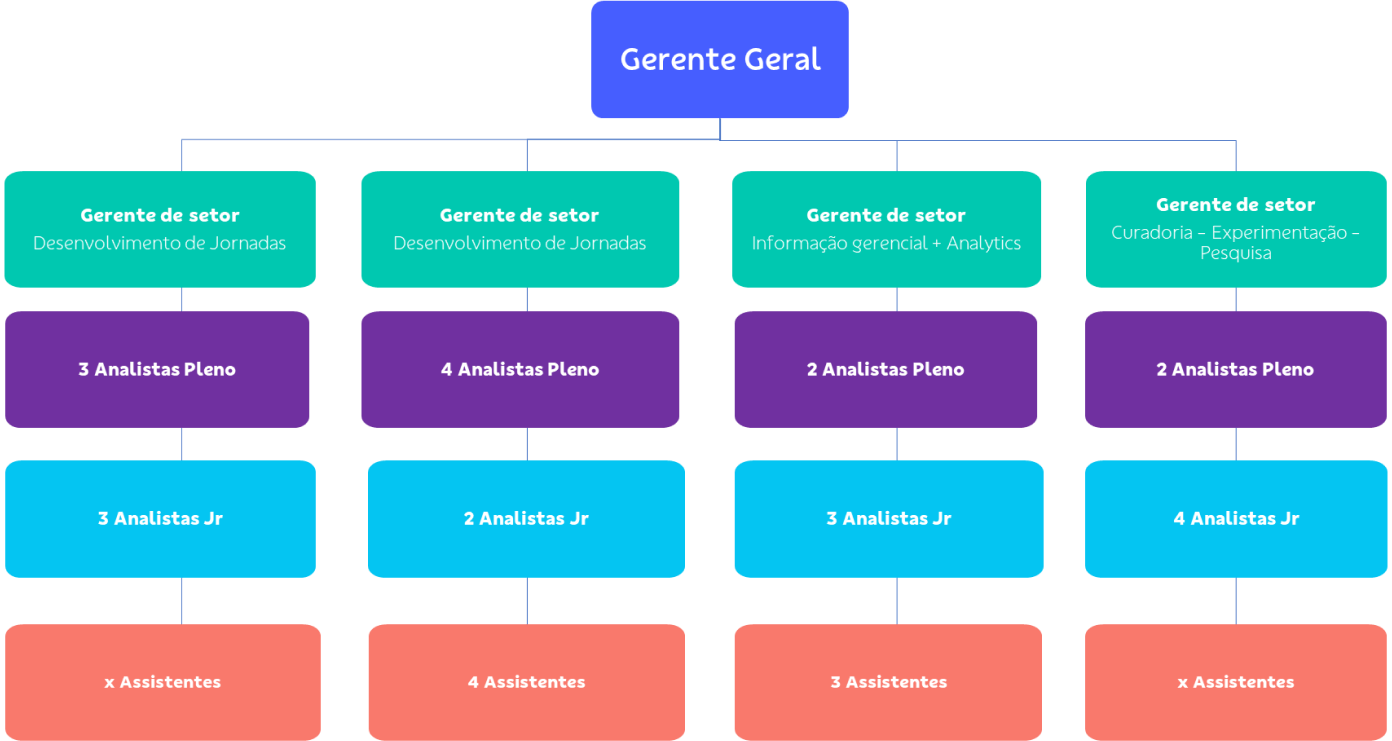 Gerente Geral
Gerente de setor
Desenvolvimento de Jornadas
Gerente de setor
Desenvolvimento de Jornadas
Gerente de setor
Informação gerencial + Analytics
Gerente de setor
Curadoria – Experimentação –
Pesquisa
3 Analistas Pleno
4 Analistas Pleno
2 Analistas Pleno
2 Analistas Pleno
3 Analistas Jr
2 Analistas Jr
3 Analistas Jr
4 Analistas Jr
x Assistentes
4 Assistentes
3 Assistentes
x Assistentes